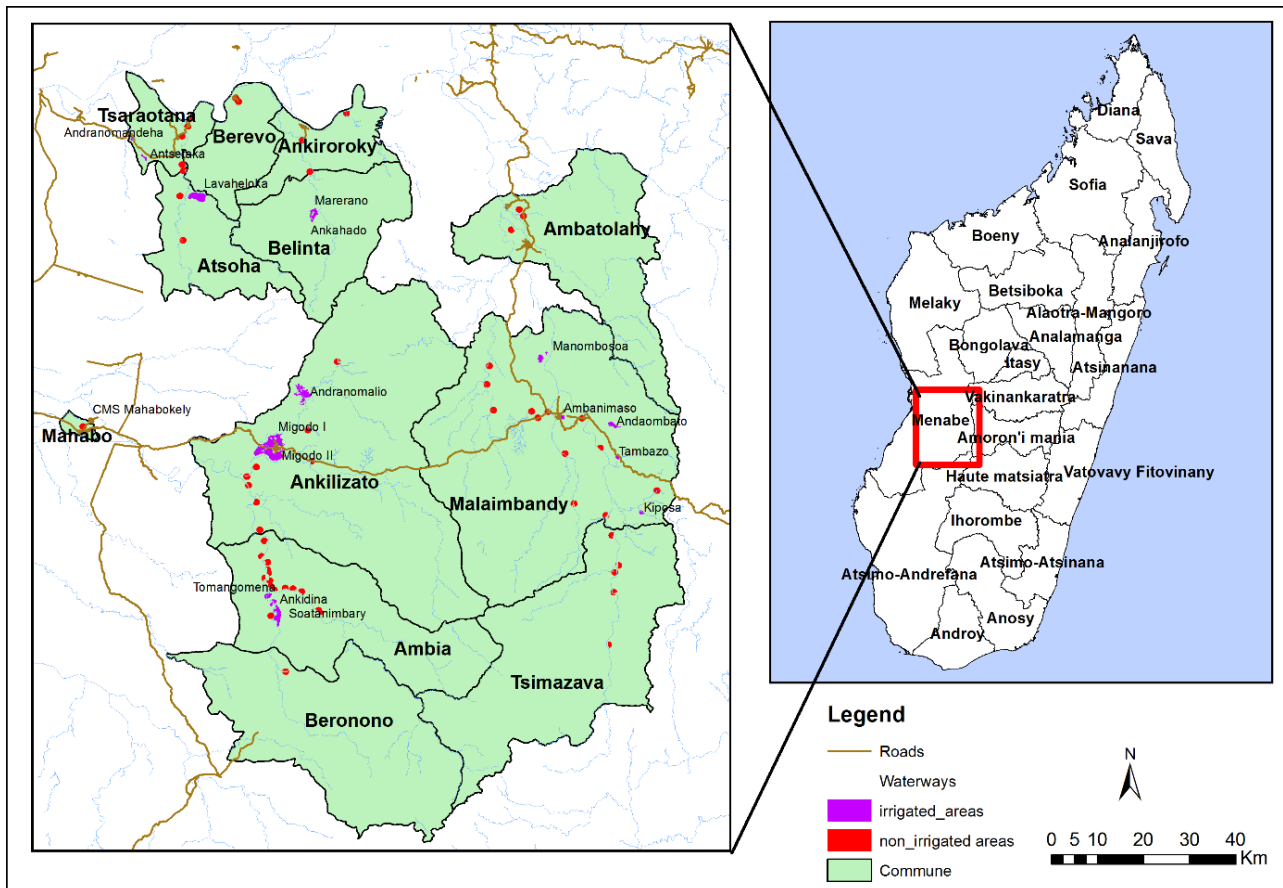 Tsaraotana
Andranomandeha
Berevo
Antsetaka
Ankiroroky
Lavaheloka
Marerano
Ankahado
Belinta
Atsoha
Ambatolahy
Manombosoa
Andranomalio
CMS Mahabokely
Mahabo
Migodo I
Migodo II
Ambanimaso
Andaombato
Tambazo
Ankilizato
Malaimbandy
Kiposa
Tomangomena
Ankidina
Soatanimbary
Ambia
Tsimazava
Beronono
Diana
Sava
Sofia
Boeny
Analanjirofo
Melaky
Betsiboka
Alaotra-Mangoro
Analamanga
Bongolava
Itasy
Atsinanana
Vakinankaratra
Menabe
Amoron'i mania
Haute matsiatra
Vatovavy Fitovinany
Ihorombe
Atsimo-Andrefana
Atsimo-Atsinana
Anosy
Androy
Legend
Roads
Waterways
irrigated_areas
non_irrigated areas
Commune
N
0 5 10 20 30 40
Km